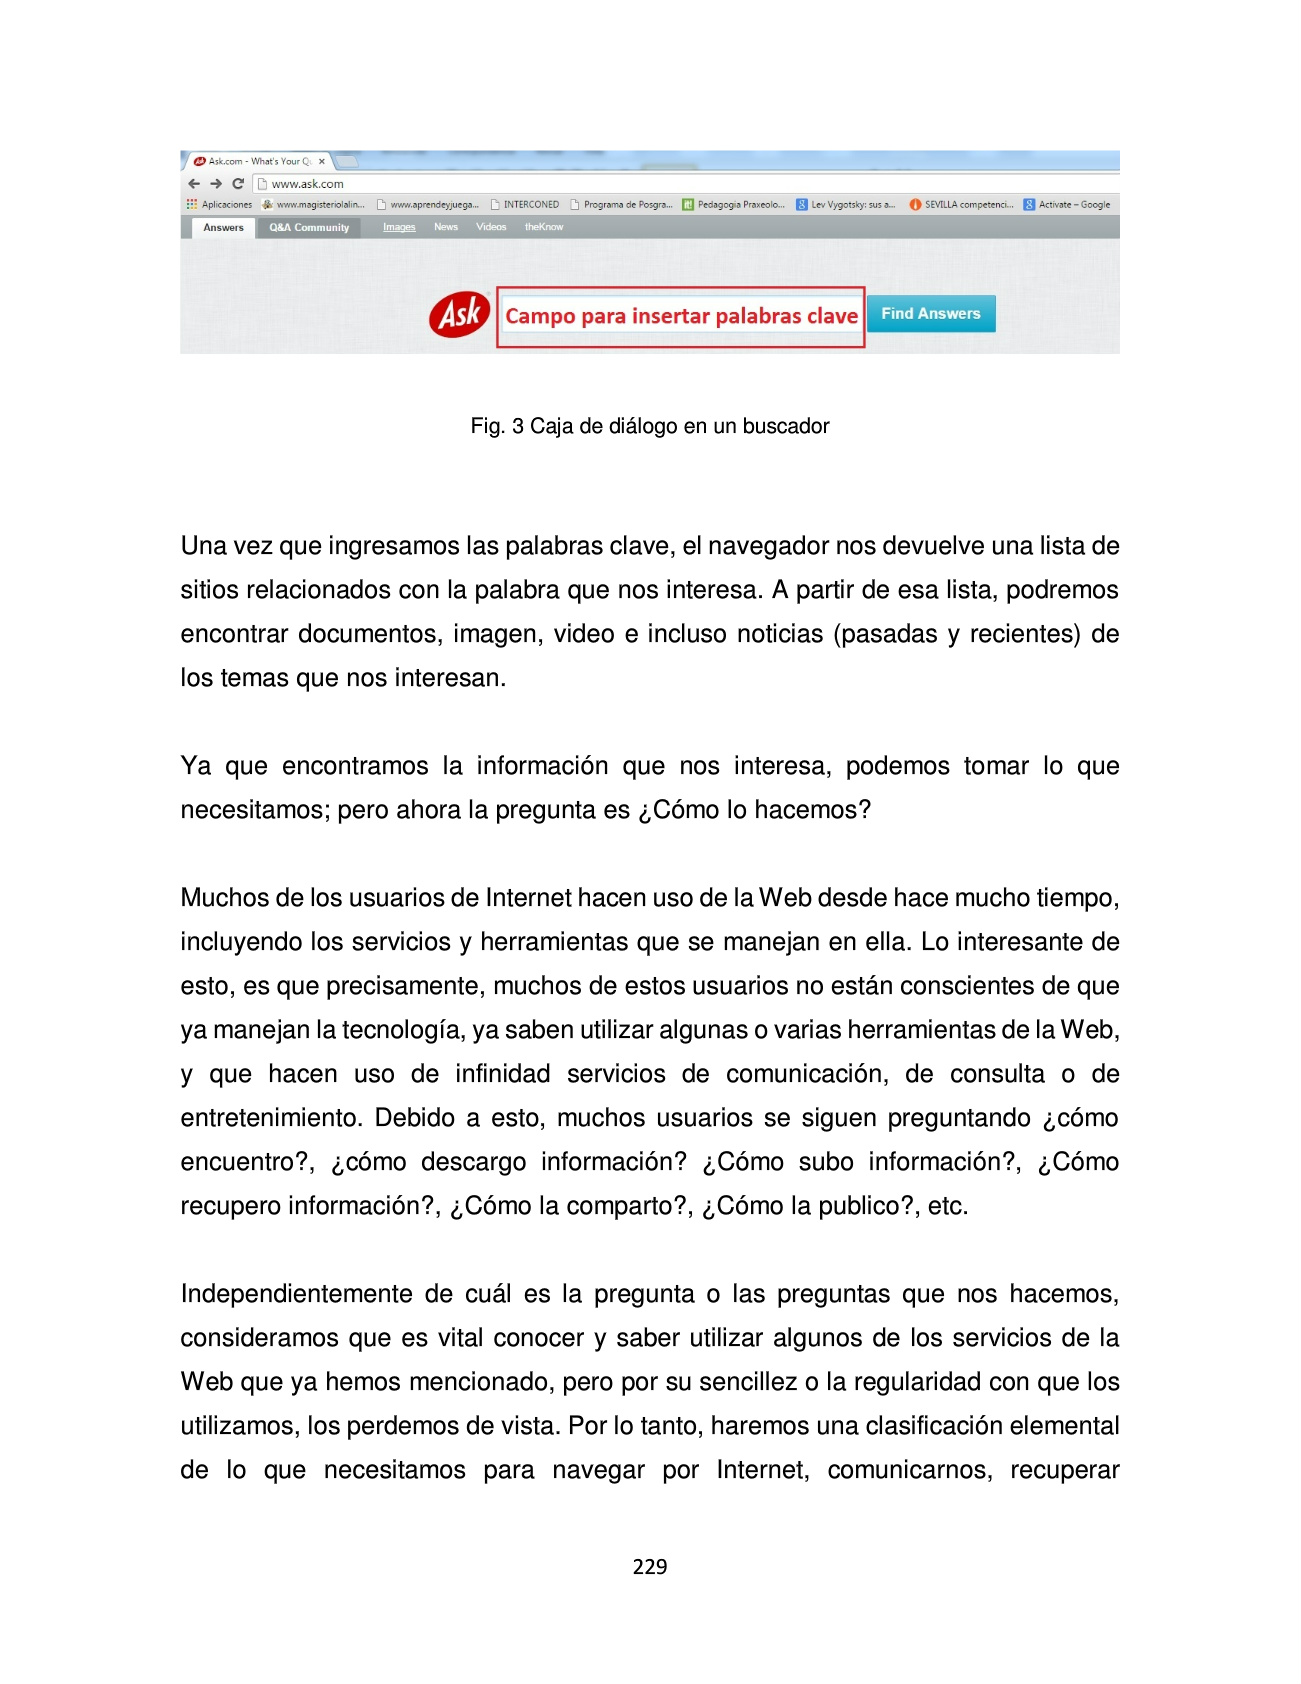 Ask.com - What's Your Q
www.ask.com
Aplicaciones www.magisteriolalin... www.aprendeyjuega... INTERCONED Programa de Posgra... Pedagogia Praxeolo... Lev Vygotsky: sus a... SEVILLA competenci... Activate – Google
Answers Q&A Community Images News Videos theKnow
Ask Campo para insertar palabras clave Find Answers
Fig. 3 Caja de diálogo en un buscador
Una vez que ingresamos las palabras clave, el navegador nos devuelve una lista de
sitios relacionados con la palabra que nos interesa. A partir de esa lista, podremos
encontrar documentos, imagen, video e incluso noticias (pasadas y recientes) de
los temas que nos interesan.
Ya que encontramos la información que nos interesa, podemos tomar lo que
necesitamos; pero ahora la pregunta es ¿Cómo lo hacemos?
Muchos de los usuarios de Internet hacen uso de la Web desde hace mucho tiempo,
incluyendo los servicios y herramientas que se manejan en ella. Lo interesante de
esto, es que precisamente, muchos de estos usuarios no están conscientes de que
ya manejan la tecnología, ya saben utilizar algunas o varias herramientas de la Web,
y que hacen uso de infinidad servicios de comunicación, de consulta o de
entretenimiento. Debido a esto, muchos usuarios se siguen preguntando ¿cómo
encuentro?, ¿cómo descargo información? ¿Cómo subo información?, ¿Cómo
recupero información?, ¿Cómo la comparto?, ¿Cómo la publico?, etc.
Independientemente de cuál es la pregunta o las preguntas que nos hacemos,
consideramos que es vital conocer y saber utilizar algunos de los servicios de la
Web que ya hemos mencionado, pero por su sencillez o la regularidad con que los
utilizamos, los perdemos de vista. Por lo tanto, haremos una clasificación elemental
de lo que necesitamos para navegar por Internet, comunicarnos, recuperar
229